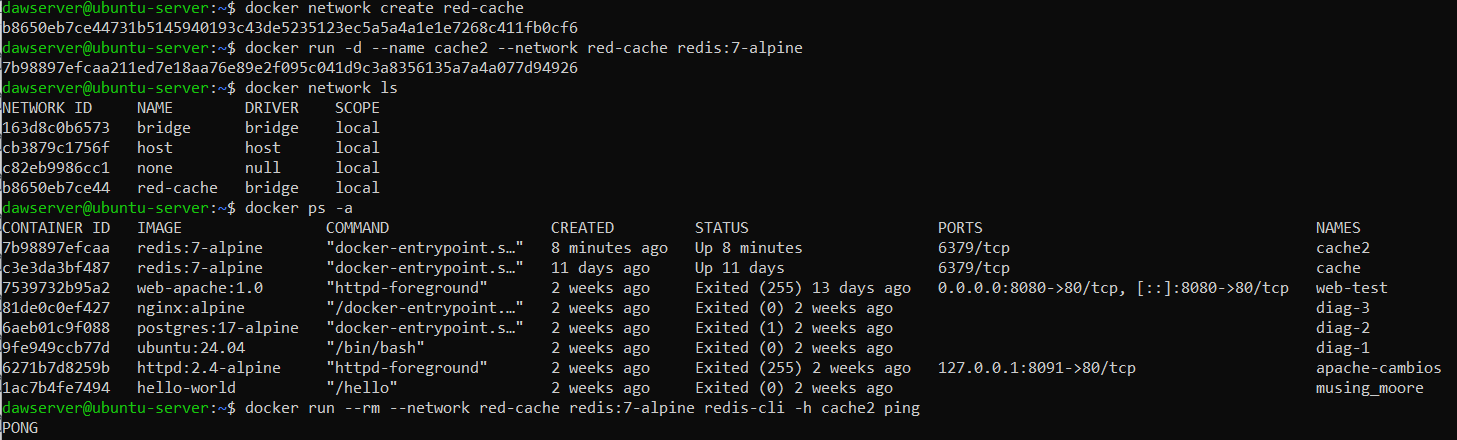 dawserver@ubuntu-server:~$ docker network create red-cache
b8650eb7ce44731b5145940193c43de5235123ec5a5a4a1e1e7268c411fb0cf6
dawserver@ubuntu-server:~$ docker run -d --name cache2 --network red-cache redis:7-alpine
7b98897efcaa211ed7e18aa76e89e2f095c041d9c3a8356135a7a4a077d94926
dawserver@ubuntu-server:~$ docker network ls
NETWORK ID     NAME        DRIVER    SCOPE
163d8c0b6573   bridge      bridge    local
cb3879c1756f   host        host      local
c82eb9986cc1   none        null      local
b8650eb7ce44   red-cache   bridge    local
dawserver@ubuntu-server:~$ docker ps -a
CONTAINER ID   IMAGE                COMMAND                  CREATED         STATUS                      PORTS                                     NAMES
7b98897efcaa   redis:7-alpine       "docker-entrypoint.s…"   8 minutes ago   Up 8 minutes                6379/tcp                                  cache2
c3e3da3bf487   redis:7-alpine       "docker-entrypoint.s…"   11 days ago     Up 11 days                  6379/tcp                                  cache
7539732b95a2   web-apache:1.0       "httpd-foreground"       2 weeks ago     Exited (255) 13 days ago    0.0.0.0:8080->80/tcp, [::]:8080->80/tcp   web-test
81de0c0ef427   nginx:alpine         "/docker-entrypoint.…"   2 weeks ago     Exited (0) 2 weeks ago                                                diag-3
6aeb01c9f088   postgres:17-alpine   "docker-entrypoint.s…"   2 weeks ago     Exited (1) 2 weeks ago                                                diag-2
9fe949ccb77d   ubuntu:24.04         "/bin/bash"              2 weeks ago     Exited (0) 2 weeks ago                                                diag-1
6271b7d8259b   httpd:2.4-alpine     "httpd-foreground"       2 weeks ago     Exited (255) 2 weeks ago    127.0.0.1:8091->80/tcp                    apache-cambios
1ac7b4fe7494   hello-world          "/hello"                 2 weeks ago     Exited (0) 2 weeks ago                                                musing_moore
dawserver@ubuntu-server:~$ docker run --rm --network red-cache redis:7-alpine redis-cli -h cache2 ping
PONG